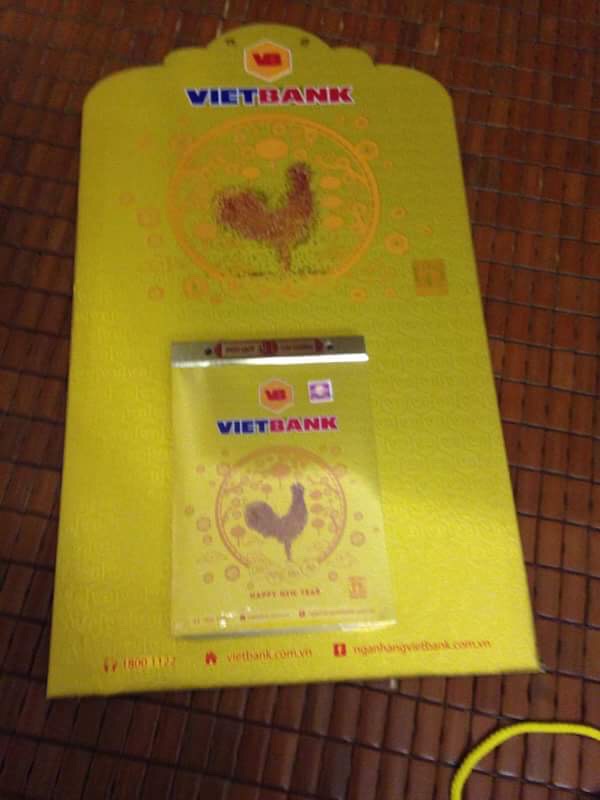 VB
VIETBANK
VB
VIETBANK
HAPPY NEW YEAR
1800 1122 vietbank.com.vn nganhangvietbank.com.vn